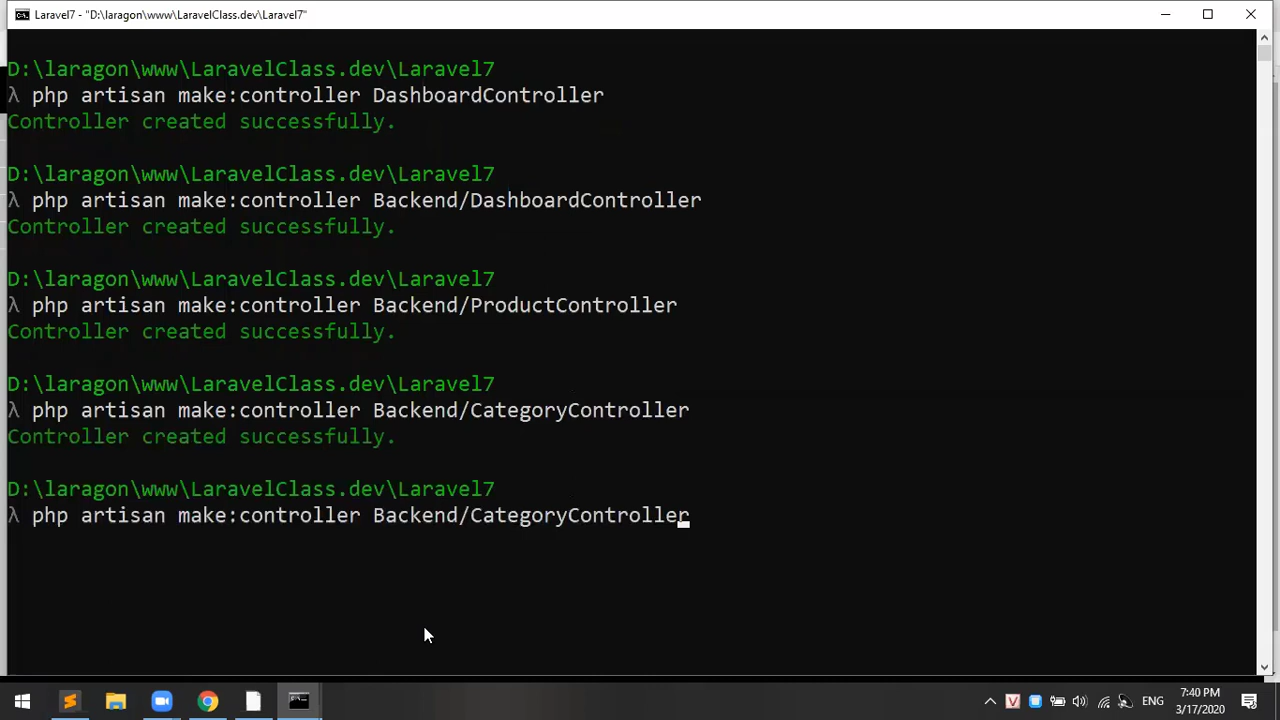 Laravel7 - "D:\laragon\www\LaravelClass.dev\Laravel7"
D:\laragon\www\LaravelClass.dev\Laravel7
λ php artisan make:controller DashboardController
Controller created successfully.
D:\laragon\www\LaravelClass.dev\Laravel7
λ php artisan make:controller Backend/DashboardController
Controller created successfully.
D:\laragon\www\LaravelClass.dev\Laravel7
λ php artisan make:controller Backend/ProductController
Controller created successfully.
D:\laragon\www\LaravelClass.dev\Laravel7
λ php artisan make:controller Backend/CategoryController
Controller created successfully.
D:\laragon\www\LaravelClass.dev\Laravel7
λ php artisan make:controller Backend/CategoryController
ENG
7:40 PM
3/17/2020